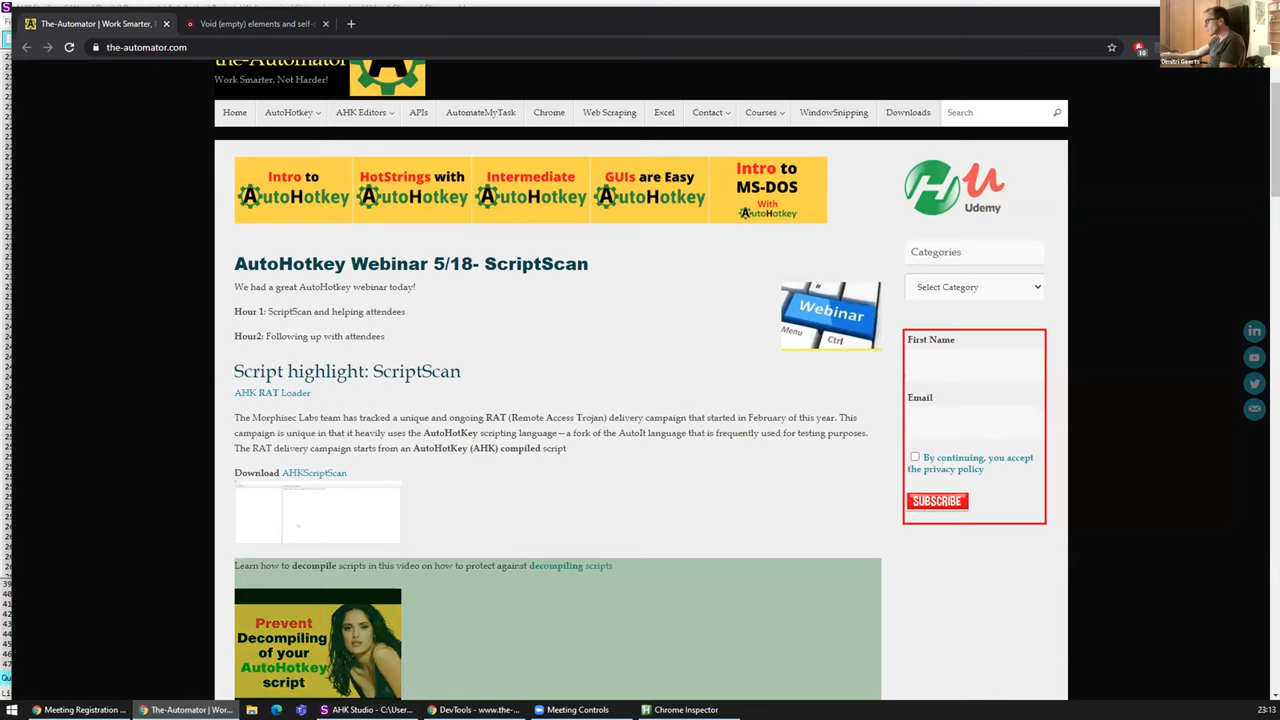 The-Automator | Work Smarter,
Void (empty) elements and self-
the-automator.com
10
Dimitri Geerts
the-Automator
Work Smarter, Not Harder!
Home
AutoHotkey
AHK Editors
APIs
AutomateMyTask
Chrome
Web Scraping
Excel
Contact
Courses
WindowSnipping
Downloads
Search
Intro to
AutoHotkey
HotStrings with
AutoHotkey
Intermediate
AutoHotkey
GUIs are Easy
AutoHotkey
Intro to
MS-DOS
With
AutoHotkey
H
Udemy
Categories
Select Category
AutoHotkey Webinar 5/18- ScriptScan
We had a great AutoHotkey webinar today!
Hour 1: ScriptScan and helping attendees
Hour2: Following up with attendees
Webinar
Menu
Ctrl
Script highlight: ScriptScan
AHK RAT Loader
The Morphisec Labs team has tracked a unique and ongoing RAT (Remote Access Trojan) delivery campaign that started in February of this year. This
campaign is unique in that it heavily uses the AutoHotKey scripting language – a fork of the AutoIt language that is frequently used for testing purposes.
The RAT delivery campaign starts from an AutoHotKey (AHK) compiled script
Download AHKScriptScan
Learn how to decompile scripts in this video on how to protect against decompiling scripts
Prevent
Decompiling
of your
AutoHotkey
script
First Name
Email
By continuing, you accept
the privacy policy
SUBSCRIBE
Meeting Registration ...
The-Automator | Wor...
AHK Studio - C:\User...
DevTools - www.the-...
Meeting Controls
Chrome Inspector
23:13